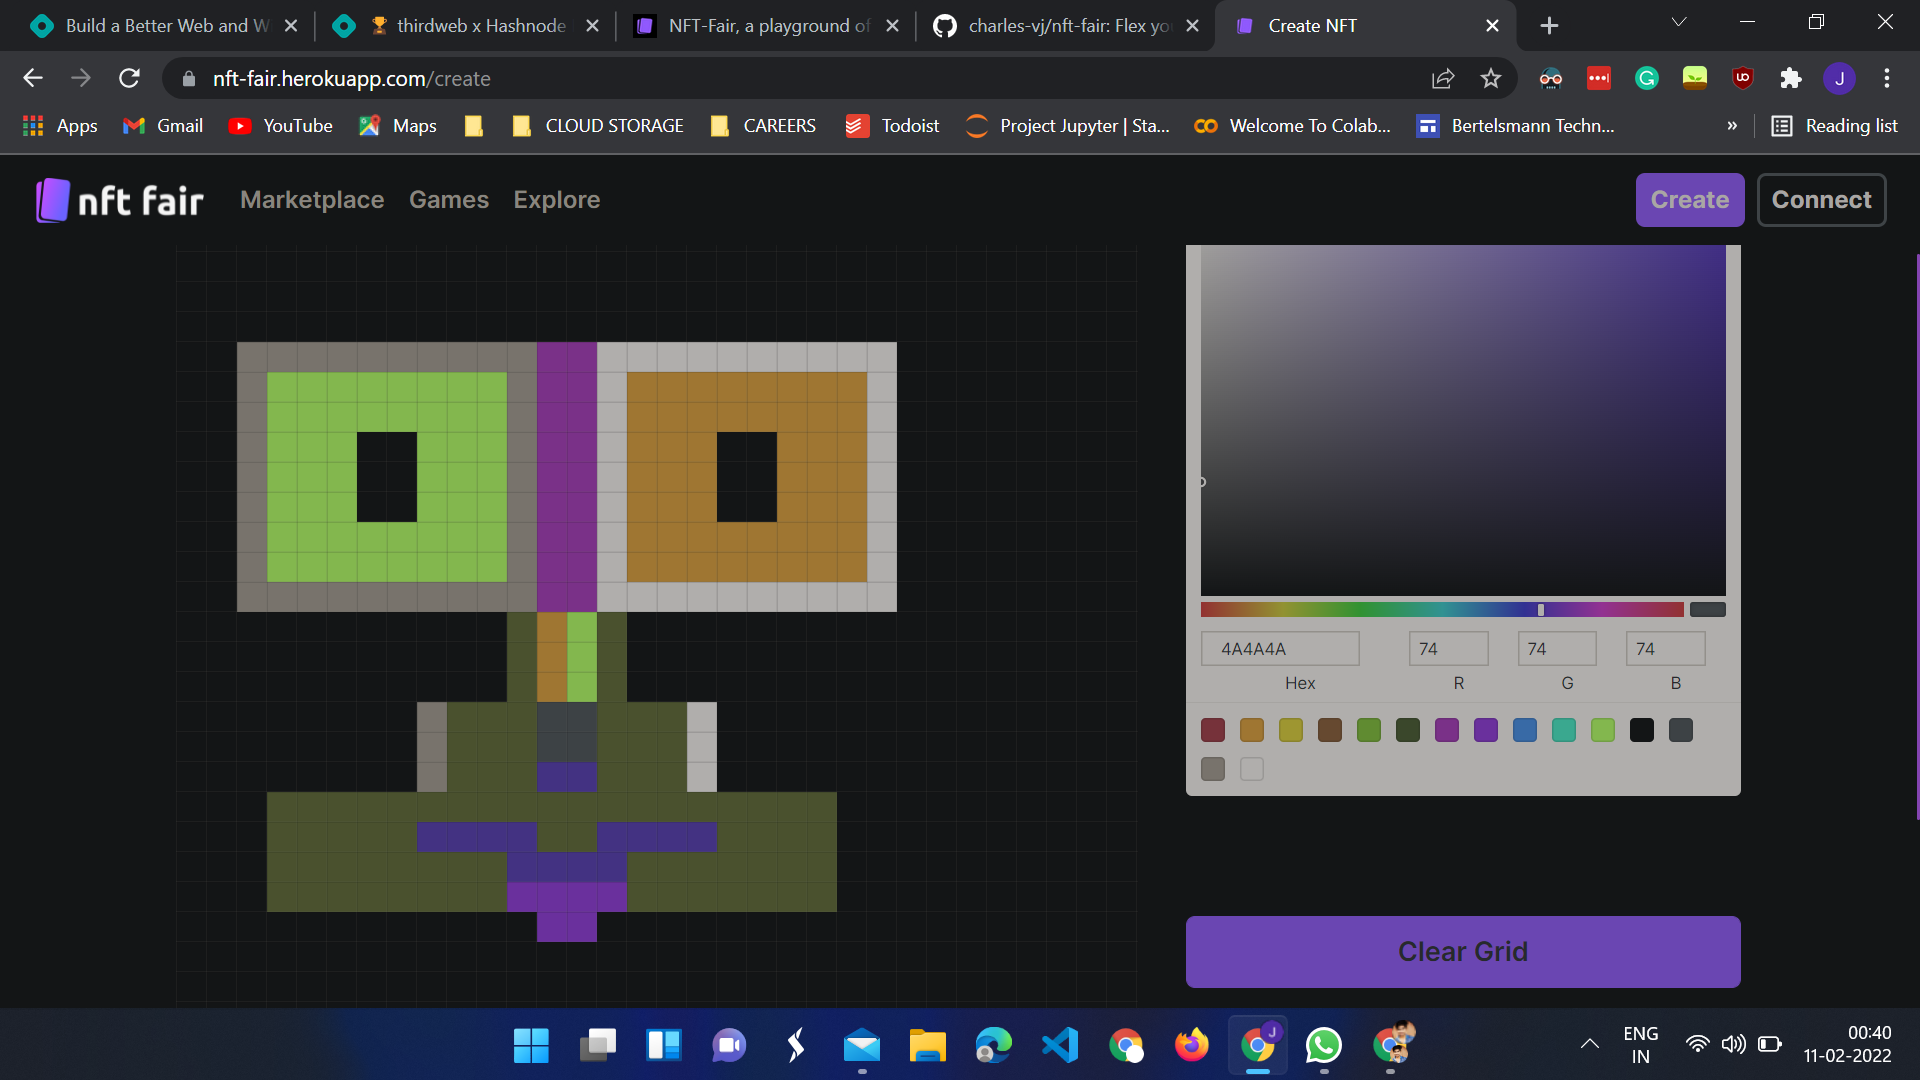 Build a Better Web and W
thirdweb x Hashnode
NFT-Fair, a playground of
charles-vj/nft-fair: Flex yo
Create NFT
nft-fair.herokuapp.com/create
J
Apps
Gmail
YouTube
Maps
CLOUD STORAGE
CAREERS
Todoist
Project Jupyter | Sta...
Welcome To Colab...
Bertelsmann Techn...
»
Reading list
nft fair
Marketplace
Games
Explore
Create
Connect
4A4A4A
74
74
74
Hex
R
G
B
Clear Grid
J
ENG
IN
00:40
11-02-2022